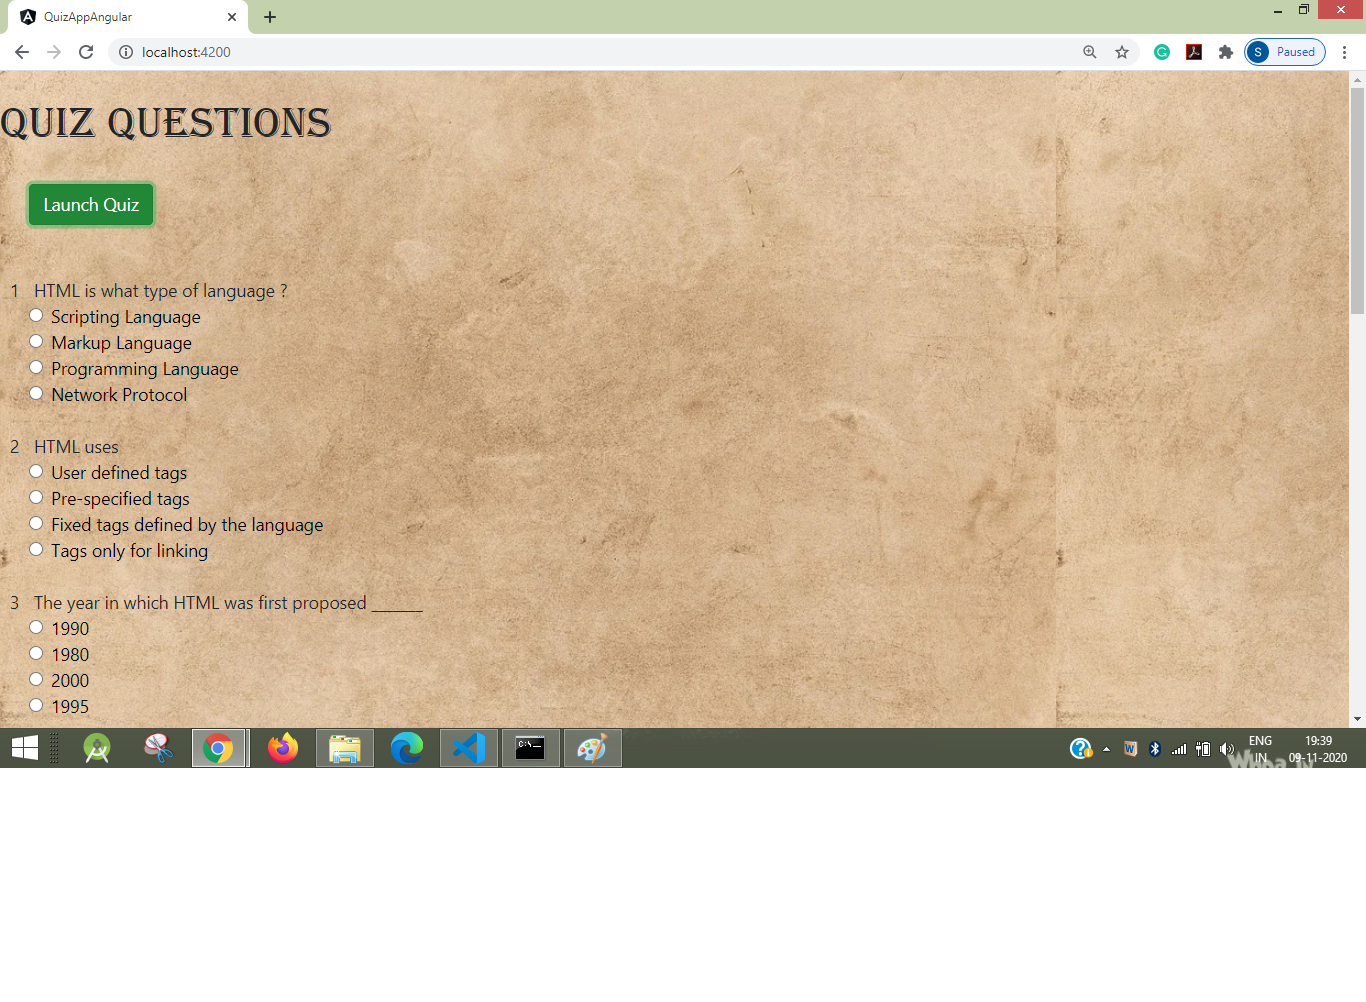 QuizAppAngular
localhost:4200
S Paused
QUIZ QUESTIONS
Launch Quiz
1 HTML is what type of language ?
Scripting Language
Markup Language
Programming Language
Network Protocol
2 HTML uses
User defined tags
Pre-specified tags
Fixed tags defined by the language
Tags only for linking
3 The year in which HTML was first proposed ______
1990
1980
2000
1995
ENG 19:39
IN 09-11-2020